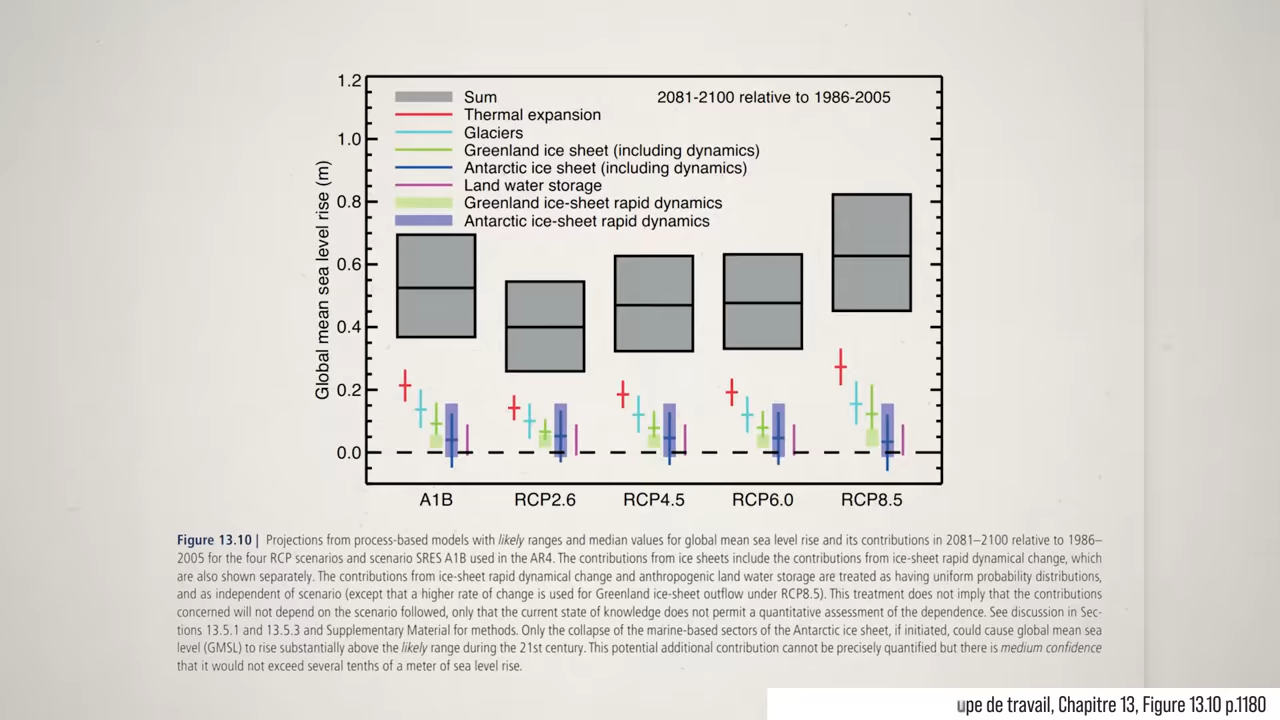 1.2
1.0
0.8
0.6
0.4
0.2
0.0
Global mean sea level rise (m)
Sum
2081-2100 relative to 1986-2005
Thermal expansion
Glaciers
Greenland ice sheet (including dynamics)
Antarctic ice sheet (including dynamics)
Land water storage
Greenland ice-sheet rapid dynamics
Antarctic ice-sheet rapid dynamics
A1B RCP2.6 RCP4.5 RCP6.0 RCP8.5
Figure 13.10 | Projections from process-based models with likely ranges and median values for global mean sea level rise and its contributions in 2081–2100 relative to 1986–
2005 for the four RCP scenarios and scenario SRES A1B used in the AR4. The contributions from ice sheets include the contributions from ice-sheet rapid dynamical change, which
are also shown separately. The contributions from ice-sheet rapid dynamical change and anthropogenic land water storage are treated as having uniform probability distributions,
and as independent of scenario (except that a higher rate of change is used for Greenland ice-sheet outflow under RCP8.5). This treatment does not imply that the contributions
concerned will not depend on the scenario followed, only that the current state of knowledge does not permit a quantitative assessment of the dependence. See discussion in Sec-
tions 13.5.1 and 13.5.3 and Supplementary Material for methods. Only the collapse of the marine-based sectors of the Antarctic ice sheet, if initiated, could cause global mean sea
level (GMSL) to rise substantially above the likely range during the 21st century. This potential additional contribution cannot be precisely quantified but there is medium confidence
that it would not exceed several tenths of a meter of sea level rise.
upe de travail, Chapitre 13, Figure 13.10 p.1180